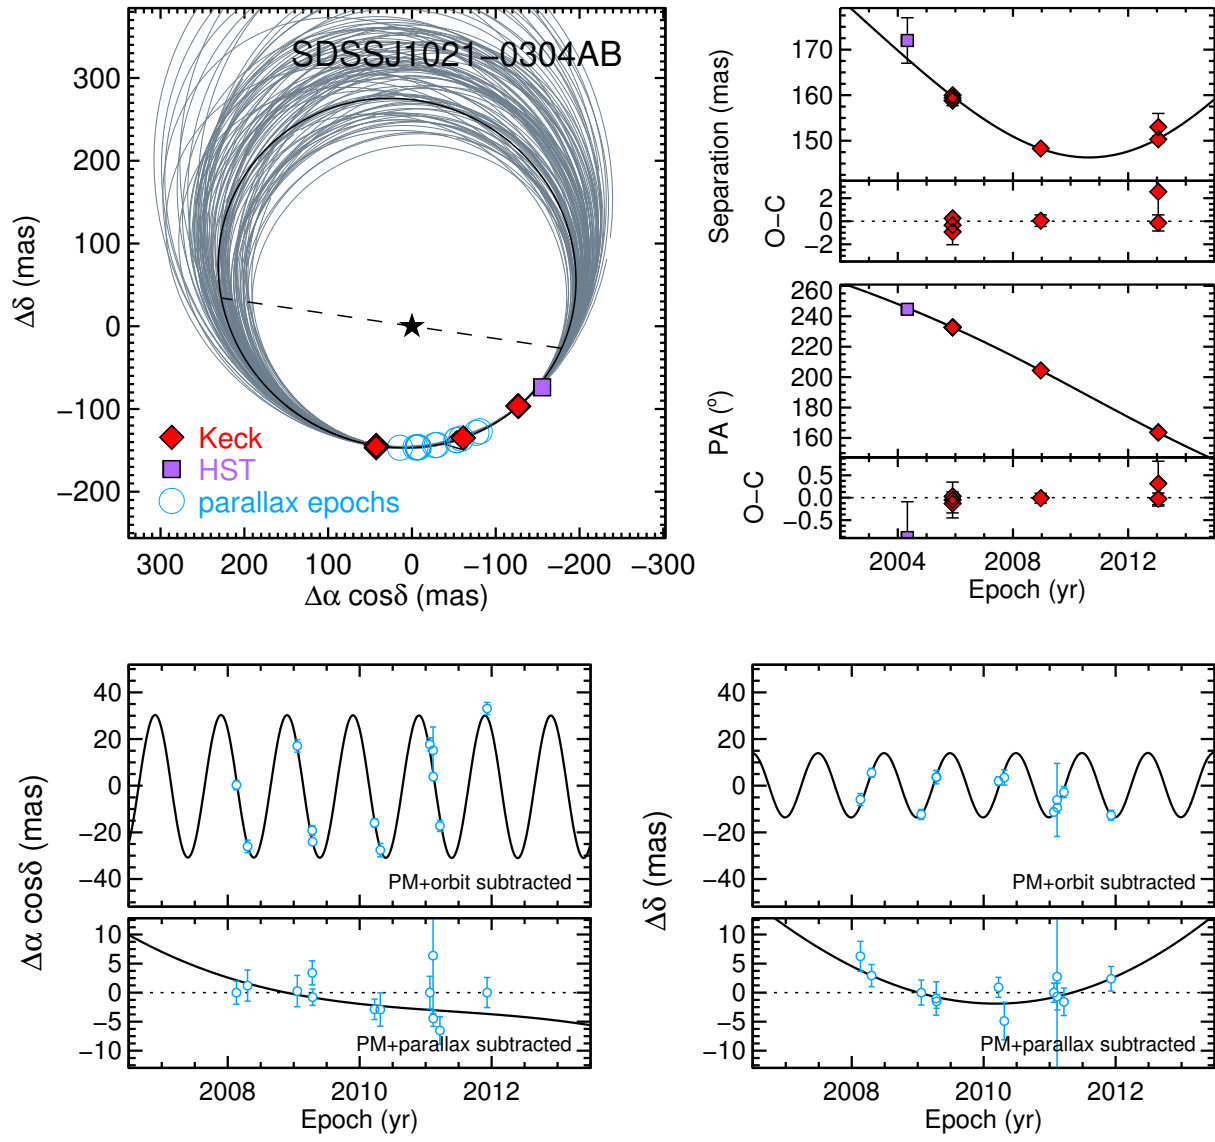 SDSSJ1021−0304AB
300
200
100
0
−100
−200
Δδ (mas)
Keck
HST
parallax epochs
300 200 100 0 −100 −200 −300
Δα cosδ (mas)
170
160
150
Separation (mas)
2
0
−2
O−C
260
240
220
200
180
160
PA (°)
0.5
0.0
−0.5
O−C
2004 2008 2012
Epoch (yr)
40
20
0
−20
−40
PM+orbit subtracted
Δα cosδ (mas)
10
5
0
−5
−10
PM+parallax subtracted
2008 2010 2012
Epoch (yr)
40
20
0
−20
−40
PM+orbit subtracted
Δδ (mas)
10
5
0
−5
−10
PM+parallax subtracted
2008 2010 2012
Epoch (yr)